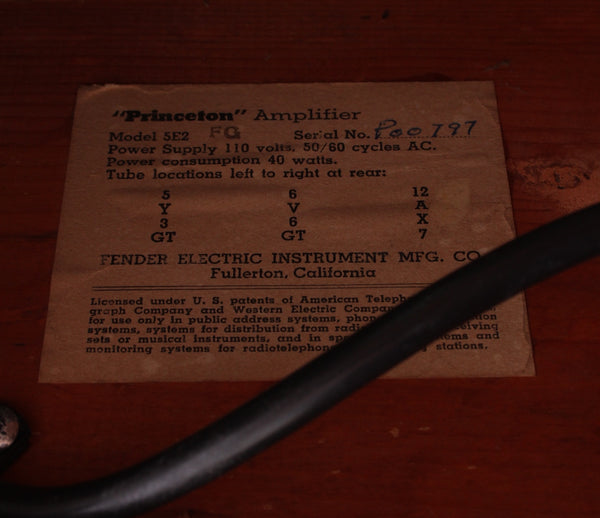 "Princeton" Amplifier
Model 5E2 FG Serial No. P00797
Power Supply 110 volts, 50/60 cycles AC.
Power consumption 40 watts.
Tube locations left to right at rear:
5 6 12
Y V A
3 6 X
GT GT 7
FENDER ELECTRIC INSTRUMENT MFG. CO
Fullerton, California
Licensed under U. S. patents of American Teleph
graph Company and Western Electric Compan
for use only in public address systems, phon
systems, systems for distribution from radio ceiving
sets or musical instruments, and in sp ems and
monitoring systems for radiotelephon stations.